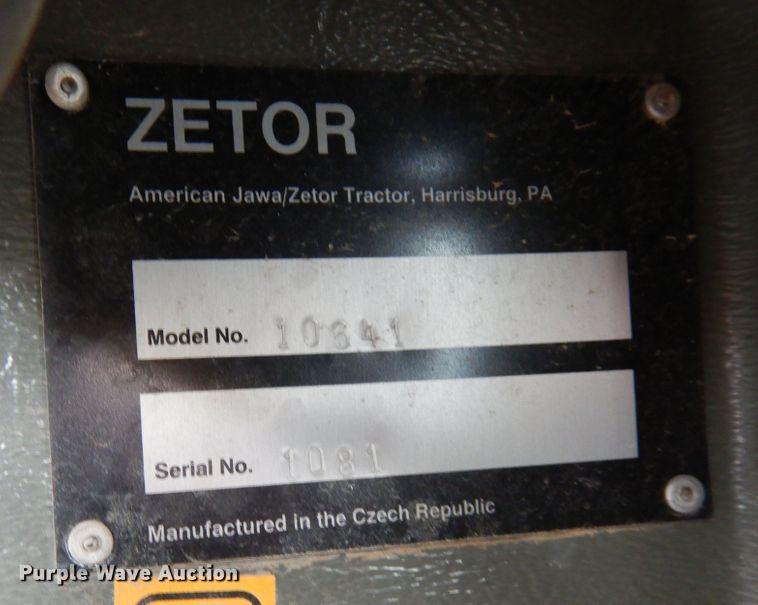 ZETOR
American Jawa/Zetor Tractor, Harrisburg, PA
Model No. 10641
Serial No. 1081
Manufactured in the Czech Republic
Purple Wave Auction